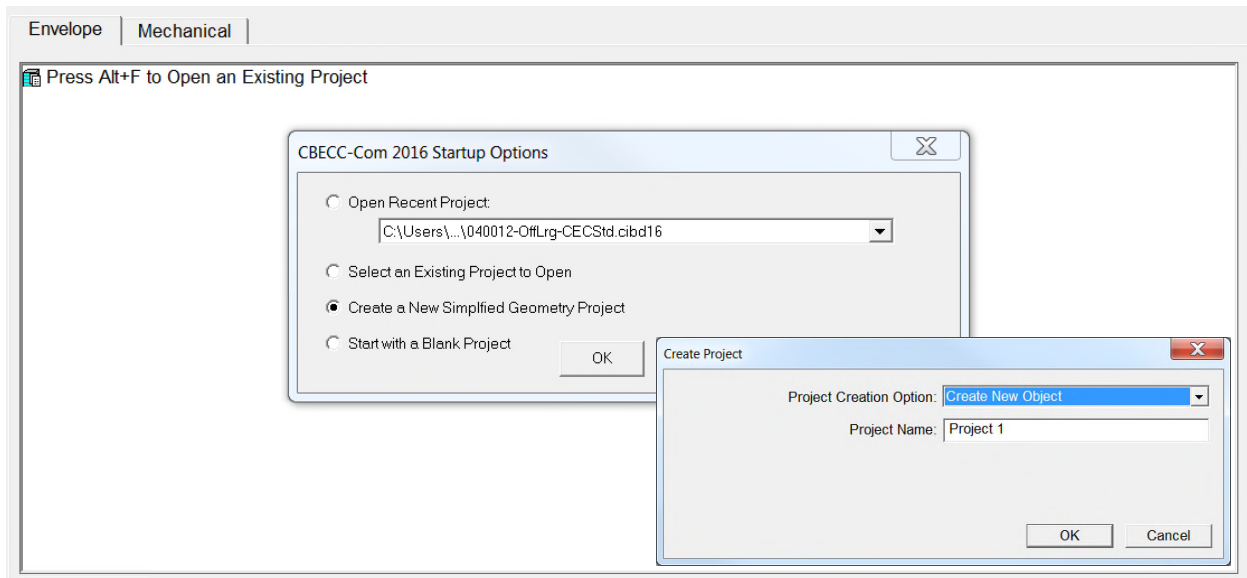 Envelope Mechanical
Press Alt+F to Open an Existing Project
CBECC-Com 2016 Startup Options
Open Recent Project:
C:\Users\...\040012-OffLrg-CECStd.cibd16
Select an Existing Project to Open
Create a New Simplfied Geometry Project
Start with a Blank Project
OK
Create Project
Project Creation Option: Create New Object
Project Name: Project 1
OK Cancel